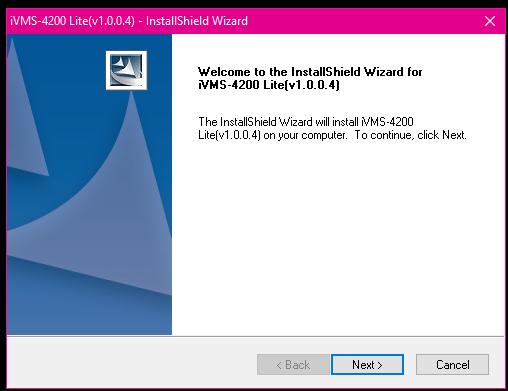 iVMS-4200 Lite(v1.0.0.4) - InstallShield Wizard
Welcome to the InstallShield Wizard for
iVMS-4200 Lite(v1.0.0.4)
The InstallShield Wizard will install iVMS-4200
Lite(v1.0.0.4) on your computer. To continue, click Next.
< Back Next > Cancel